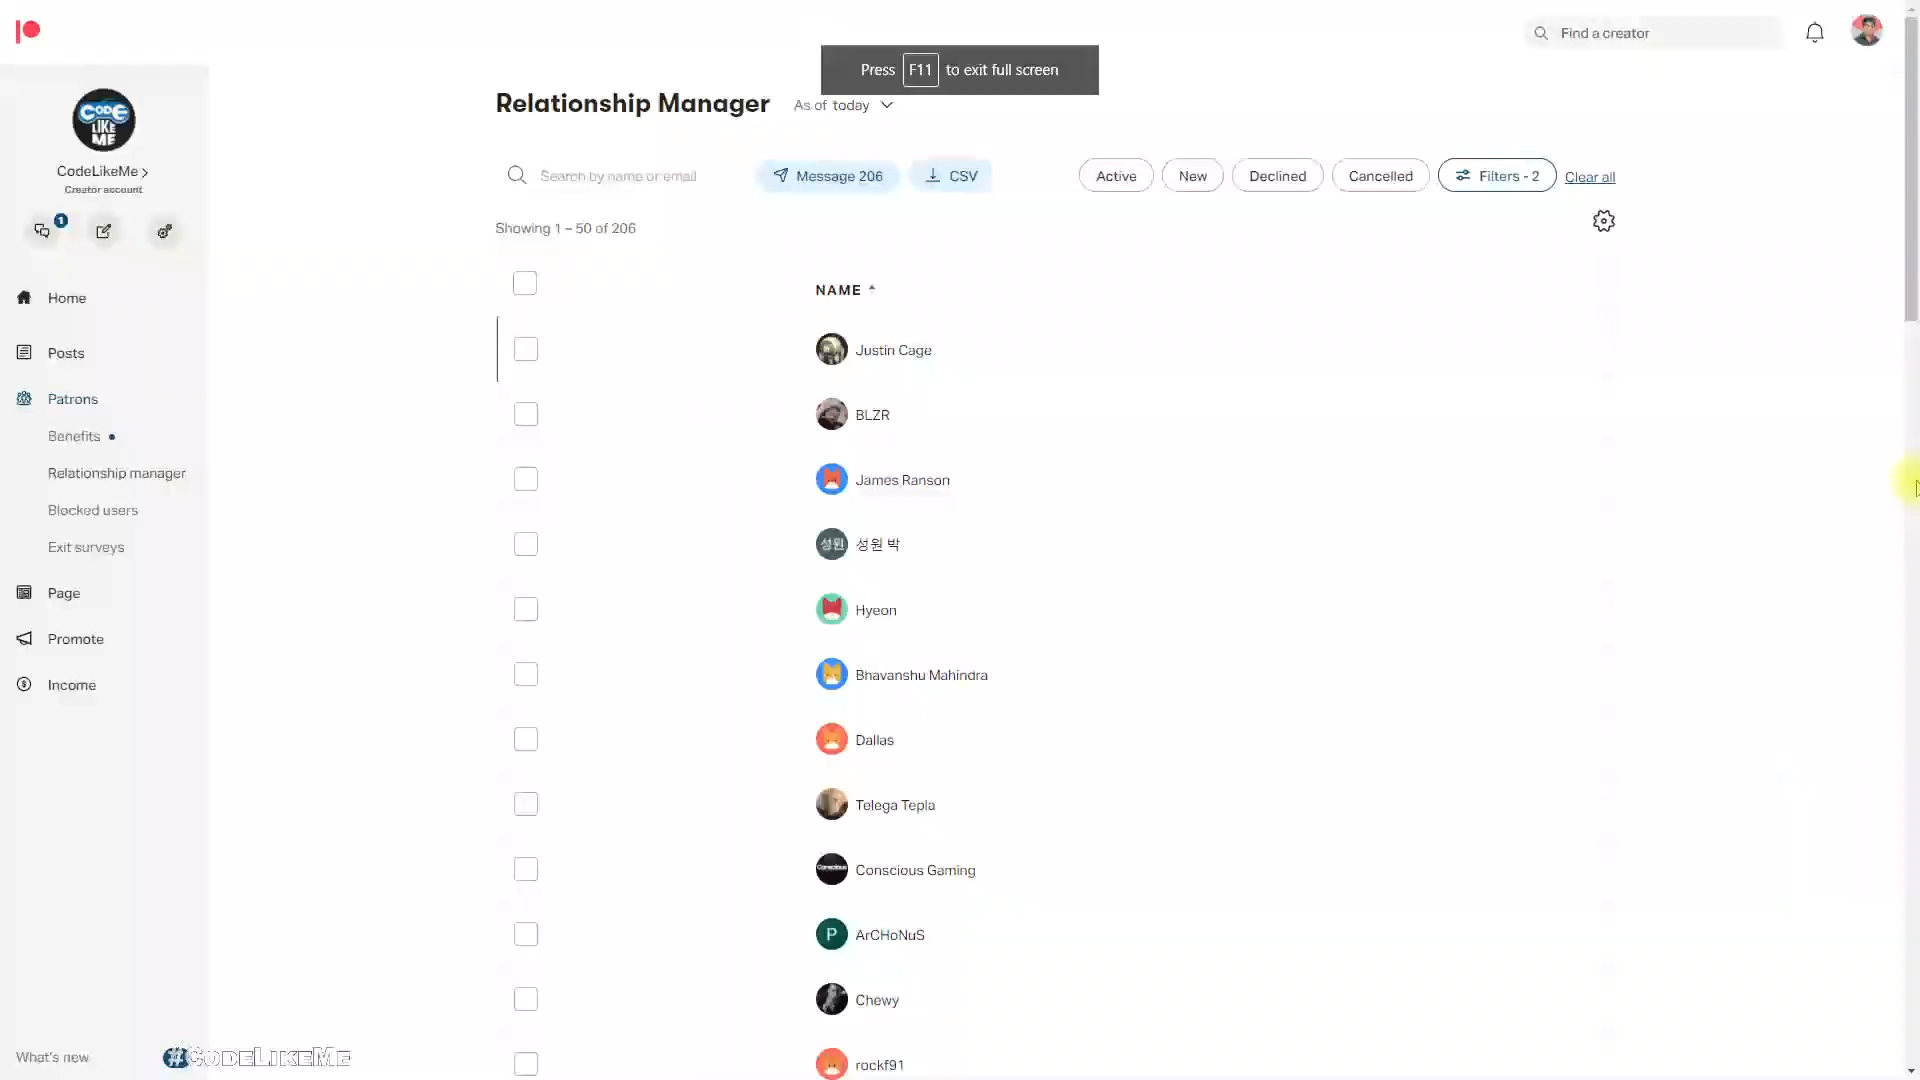 Find a creator
Press F11 to exit full screen
CODE
LIKE
ME
Relationship Manager
As of today
CodeLikeMe
Creator account
Search by name or email
Message 206
CSV
Active
New
Declined
Cancelled
Filters - 2
Clear all
1
Showing 1 – 50 of 206
NAME
Home
Posts
Patrons
Benefits
Relationship manager
Blocked users
Exit surveys
Page
Promote
Income
Justin Cage
BLZR
James Ranson
성원
성원 박
Hyeon
Bhavanshu Mahindra
Dallas
Telega Tepla
Conscious Gaming
P
ArCHoNuS
Chewy
rockf91
What's new
#CodeLikeMe